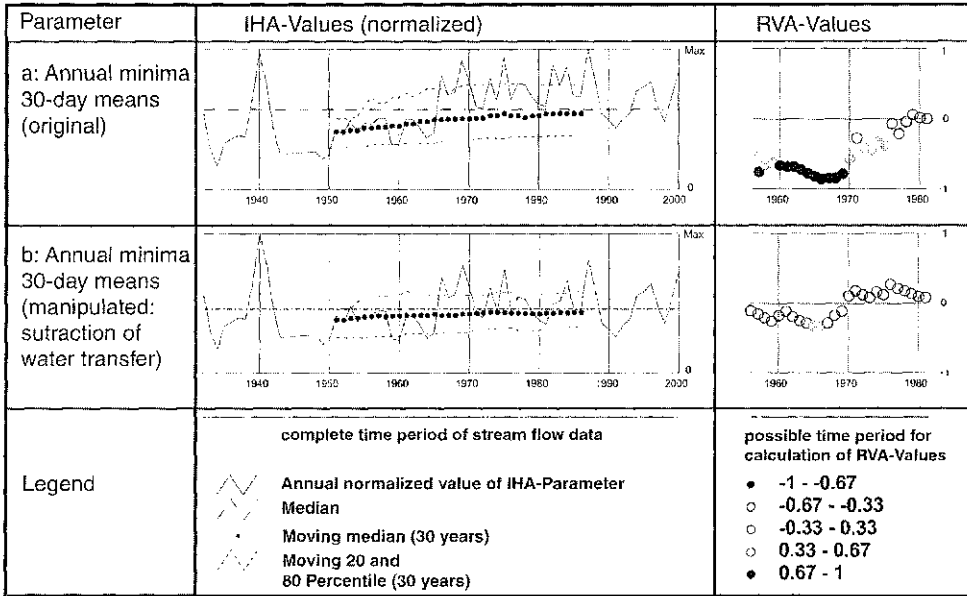 Parameter
IHA-Values (normalized)
RVA-Values
a: Annual minima
30-day means
(original)
Max
0
1940
1950
1960
1970
1980
1990
2000
1
0
-1
1960
1970
1980
b: Annual minima
30-day means
(manipulated:
sutraction of
water transfer)
Max
0
1940
1950
1960
1970
1980
1990
2000
1
0
-1
1960
1970
1980
Legend
complete time period of stream flow data
Annual normalized value of IHA-Parameter
Median
Moving median (30 years)
Moving 20 and
80 Percentile (30 years)
possible time period for
calculation of RVA-Values
-1 - -0.67
-0.67 - -0.33
-0.33 - 0.33
0.33 - 0.67
0.67 - 1